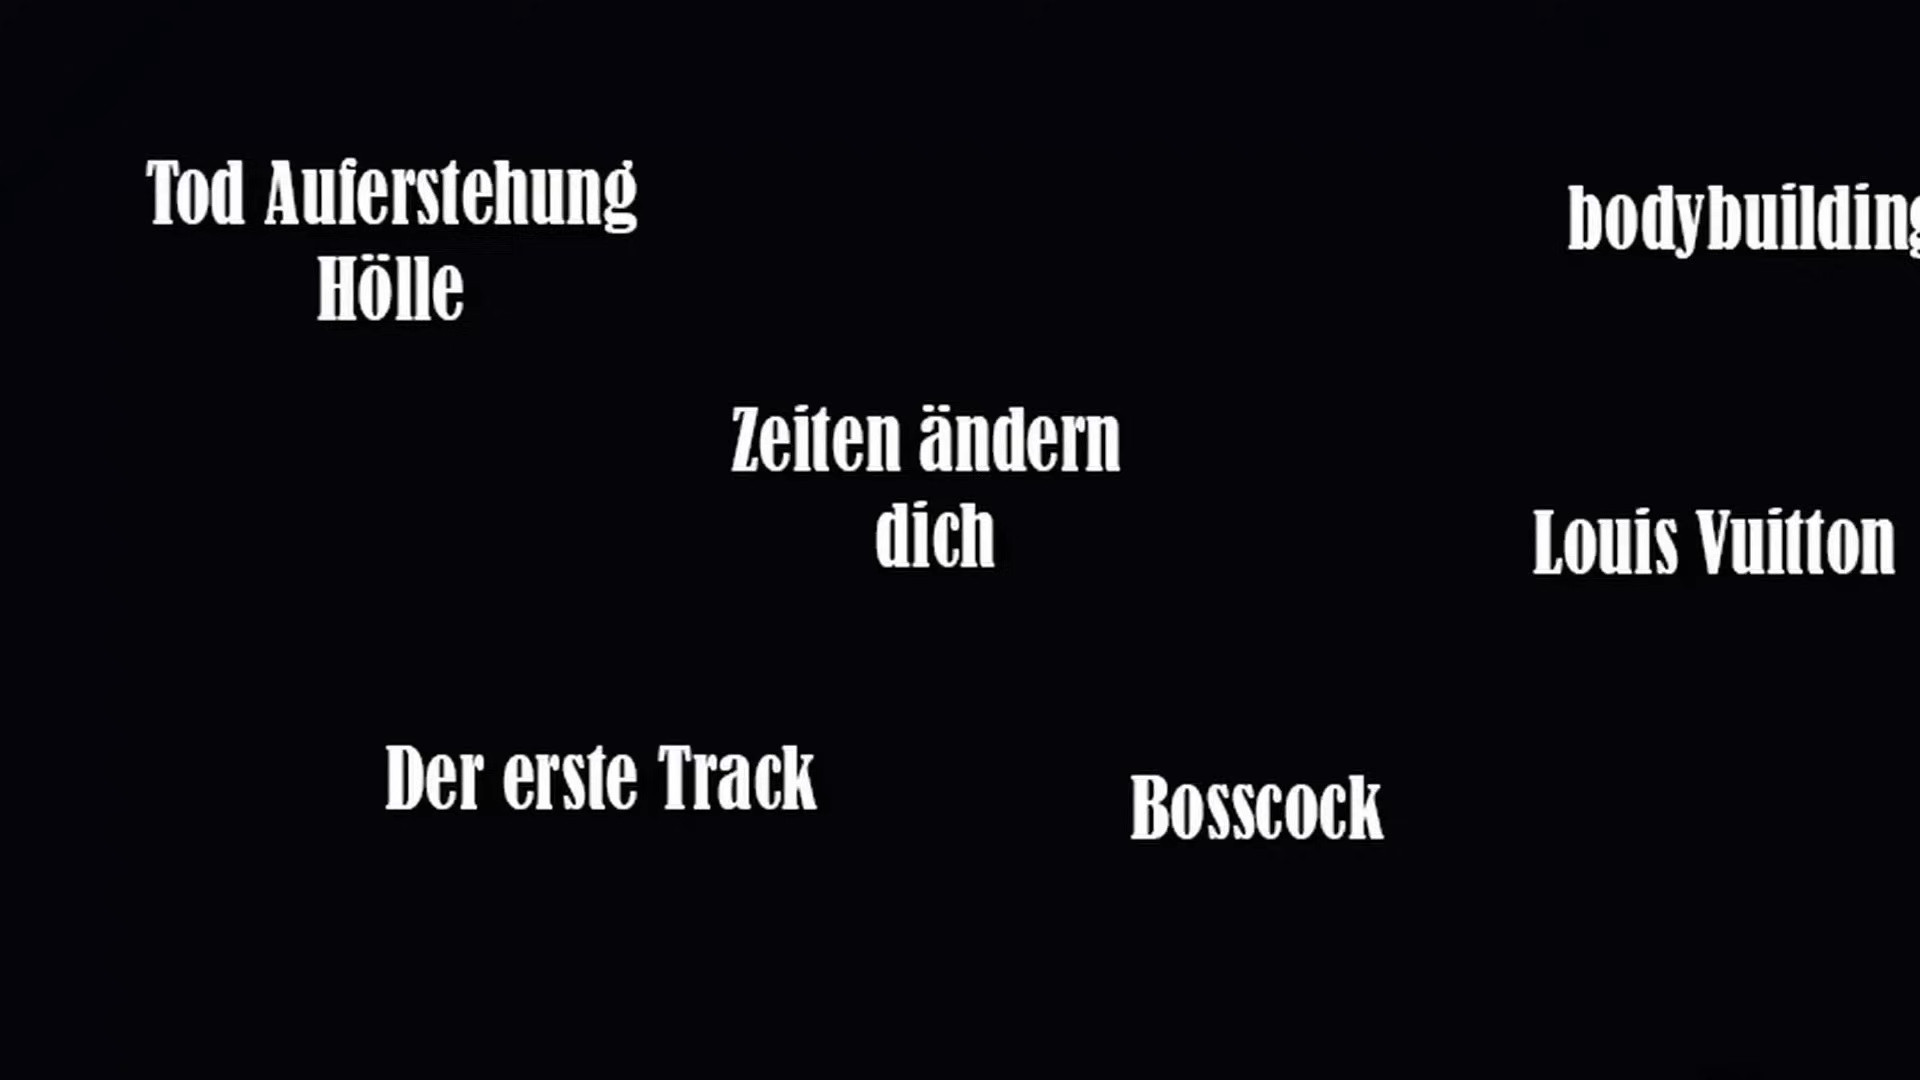 Tod Auferstehung
Hölle
bodybuilding
Zeiten ändern
dich
Louis Vuitton
Der erste Track
Bosscock